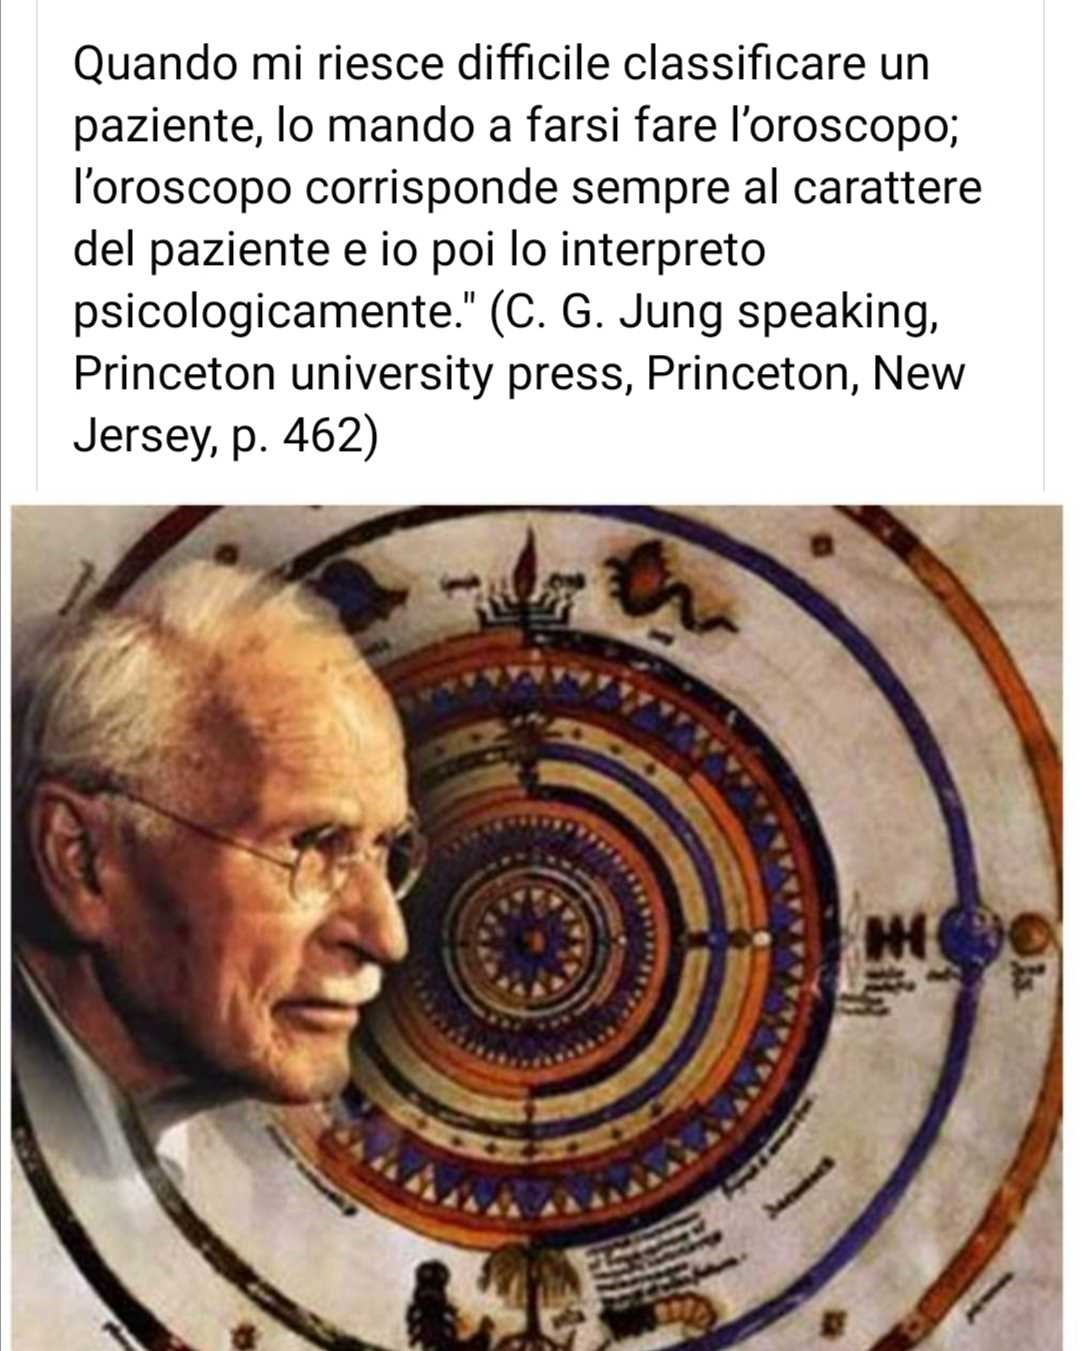 Quando mi riesce difficile classificare un
paziente, lo mando a farsi fare l’oroscopo;
l’oroscopo corrisponde sempre al carattere
del paziente e io poi lo interpreto
psicologicamente." (C. G. Jung speaking,
Princeton university press, Princeton, New
Jersey, p. 462)